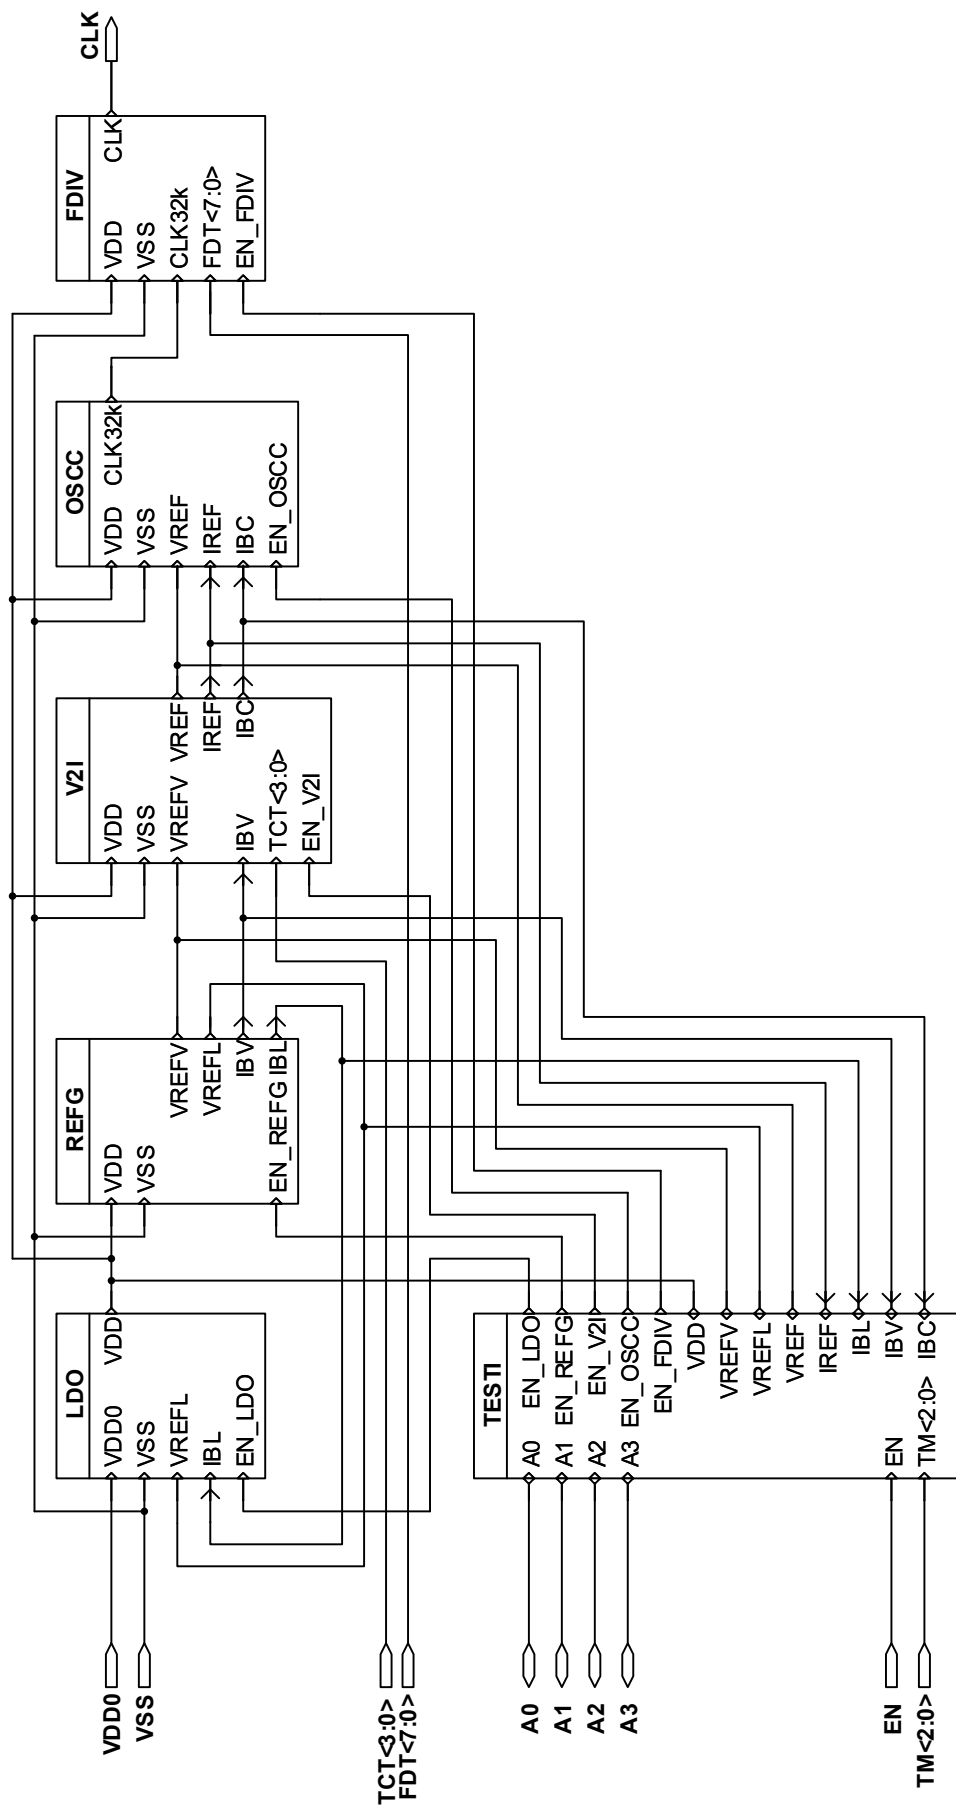 VDD0
VSS
TCT<3:0>
FDT<7:0>
A0
A1
A2
A3
EN
TM<2:0>
LDO
VDD0
VDD
VSS
VREFL
IBL
EN_LDO
REFG
VDD
VSS
VREFV
VREFL
IBV
EN_REFG
IBL
V2I
VDD
VSS
VREFV
VREF
IREF
IBV
IBC
TCT<3:0>
EN_V2I
OSCC
VDD
CLK32k
VSS
VREF
IREF
IBC
EN_OSCC
FDIV
VDD
CLK
VSS
CLK32k
FDT<7:0>
EN_FDIV
CLK
TESTI
A0
EN_LDO
A1
EN_REFG
A2
EN_V2I
A3
EN_OSCC
EN_FDIV
VDD
VREFV
VREFL
VREF
IREF
IBL
EN
IBV
TM<2:0>
IBC